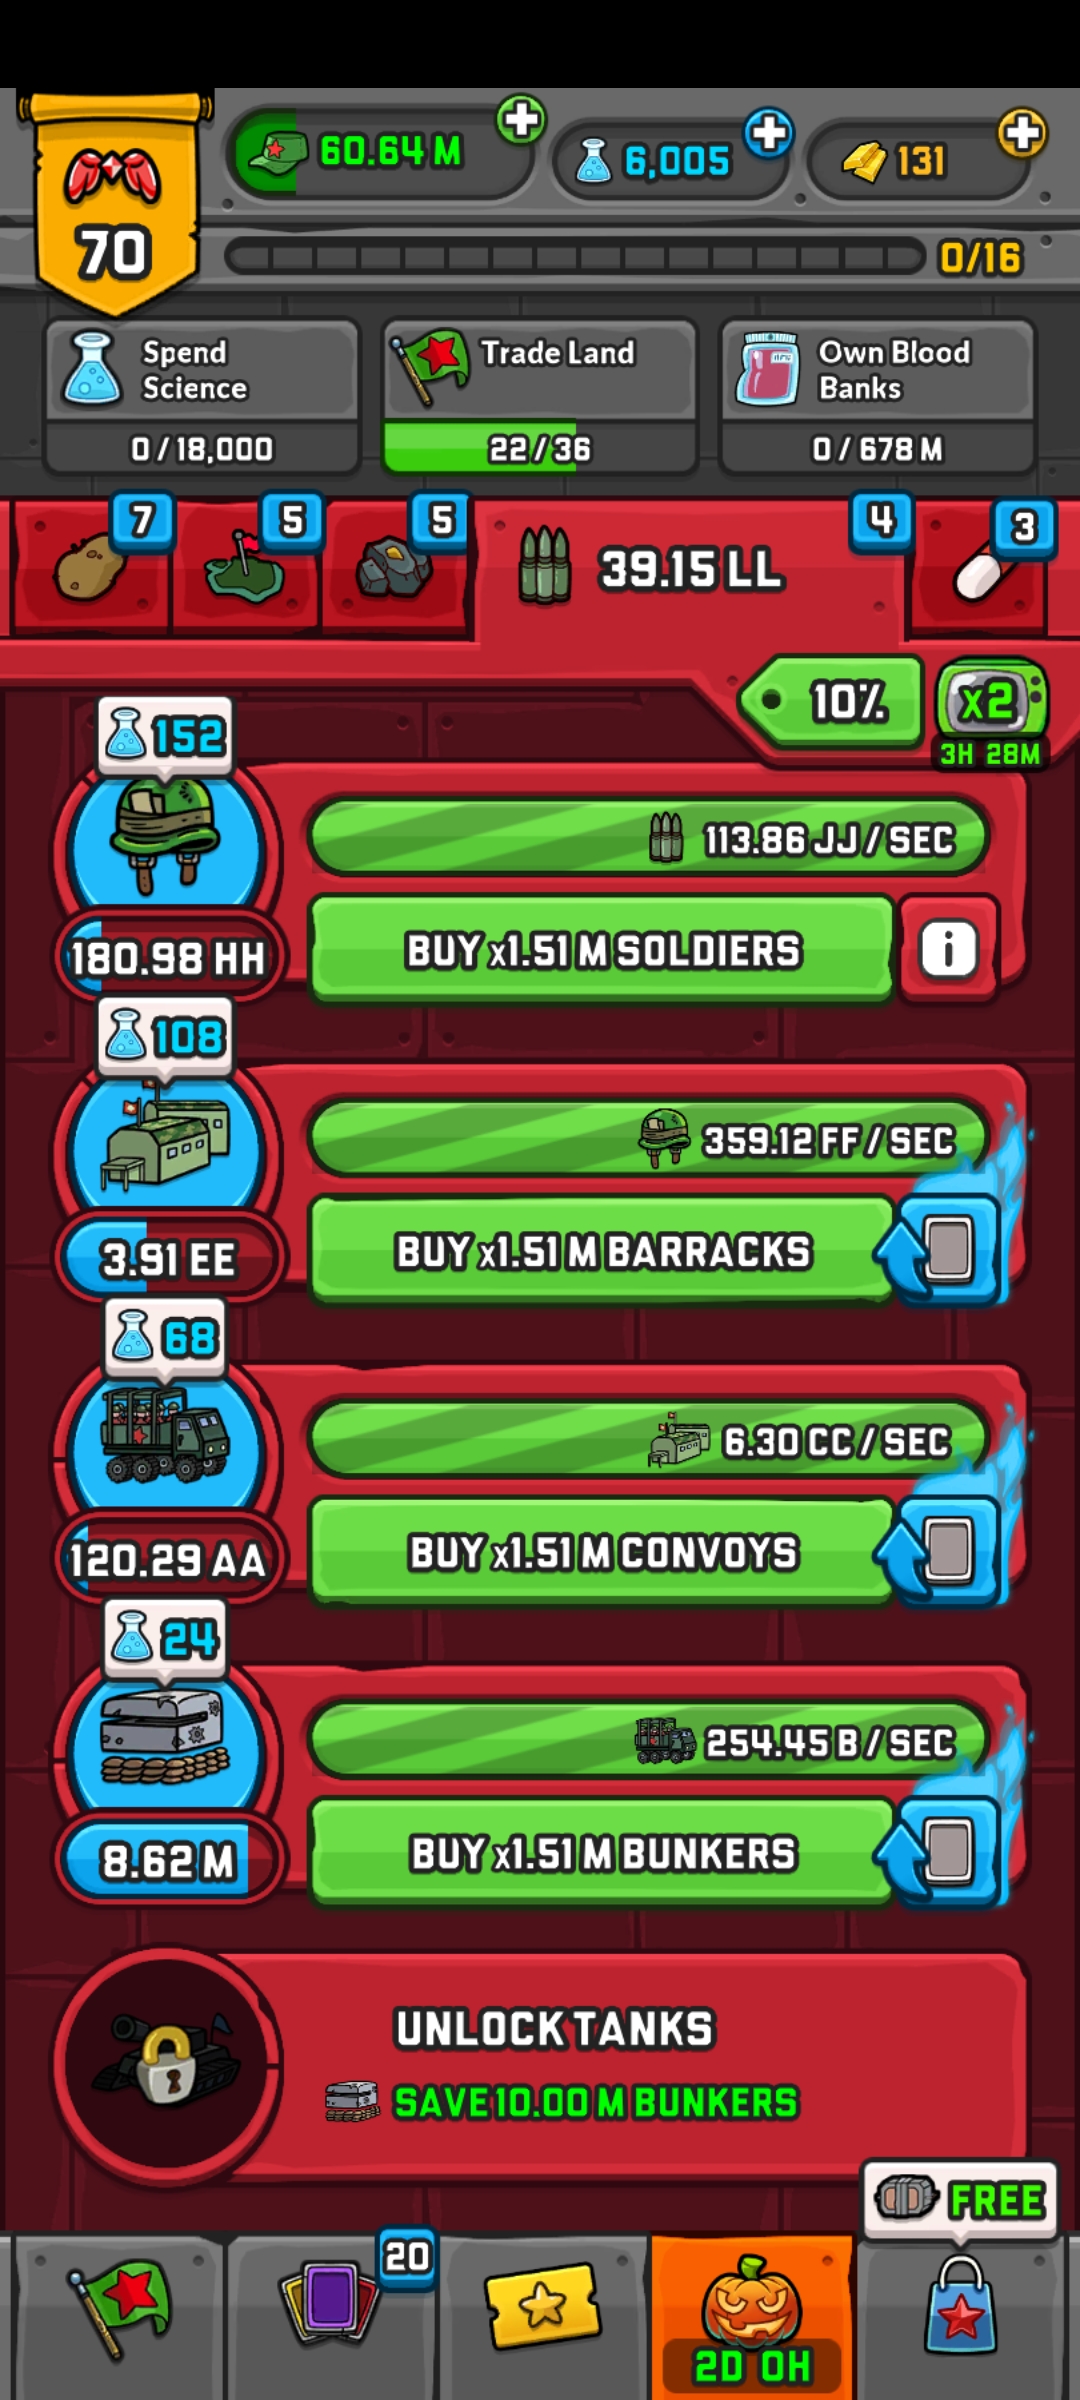 60.64 M
6,005
131
70
0/16
Spend
Science
0 / 18,000
Trade Land
22 / 36
Own Blood
Banks
0 / 678 M
7
5
5
39.15 LL
4
3
10%
x2
3H 28M
152
113.86 JJ / SEC
BUY x1.51 M SOLDIERS
i
180.98 HH
108
359.12 FF / SEC
BUY x1.51 M BARRACKS
3.91 EE
68
6.30 CC / SEC
BUY x1.51 M CONVOYS
120.29 AA
24
254.45 B / SEC
BUY x1.51 M BUNKERS
8.62 M
UNLOCK TANKS
SAVE 10.00 M BUNKERS
FREE
20
2D 0H